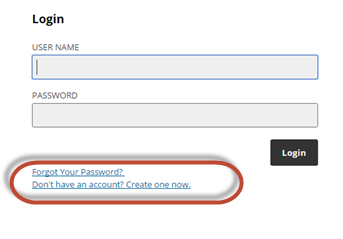 Login
USER NAME
PASSWORD
Login
Forgot Your Password?
Don't have an account? Create one now.